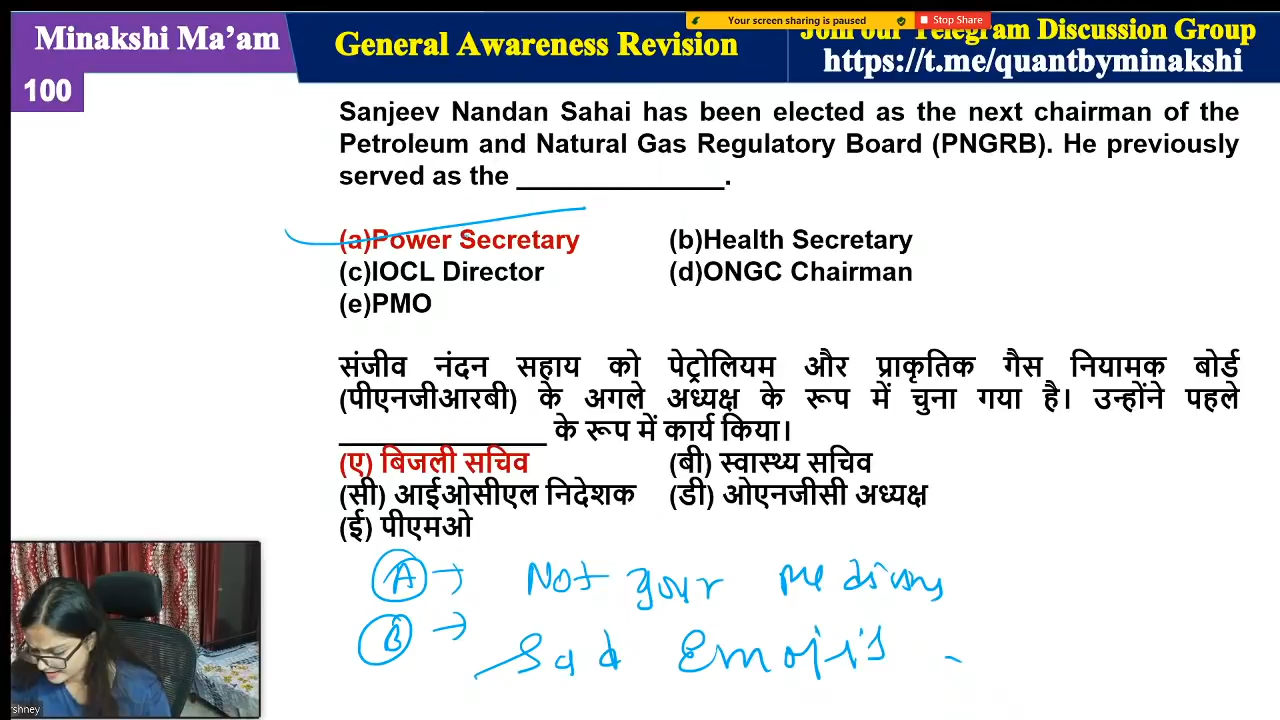 Your screen sharing is paused Stop Share
Minakshi Ma'am
General Awareness Revision
Join our Telegram Discussion Group
https://t.me/quantbyminakshi
100
Sanjeev Nandan Sahai has been elected as the next chairman of the
Petroleum and Natural Gas Regulatory Board (PNGRB). He previously
served as the ______________.
(a)Power Secretary (b)Health Secretary
(c)IOCL Director (d)ONGC Chairman
(e)PMO
संजीव नंदन सहाय को पेट्रोलियम और प्राकृतिक गैस नियामक बोर्ड
(पीएनजीआरबी) के अगले अध्यक्ष के रूप में चुना गया है। उन्होंने पहले
______________ के रूप में कार्य किया।
(ए) बिजली सचिव (बी) स्वास्थ्य सचिव
(सी) आईओसीएल निदेशक (डी) ओएनजीसी अध्यक्ष
(ई) पीएमओ
A → Not your
B → Sad Emoji's
rshney